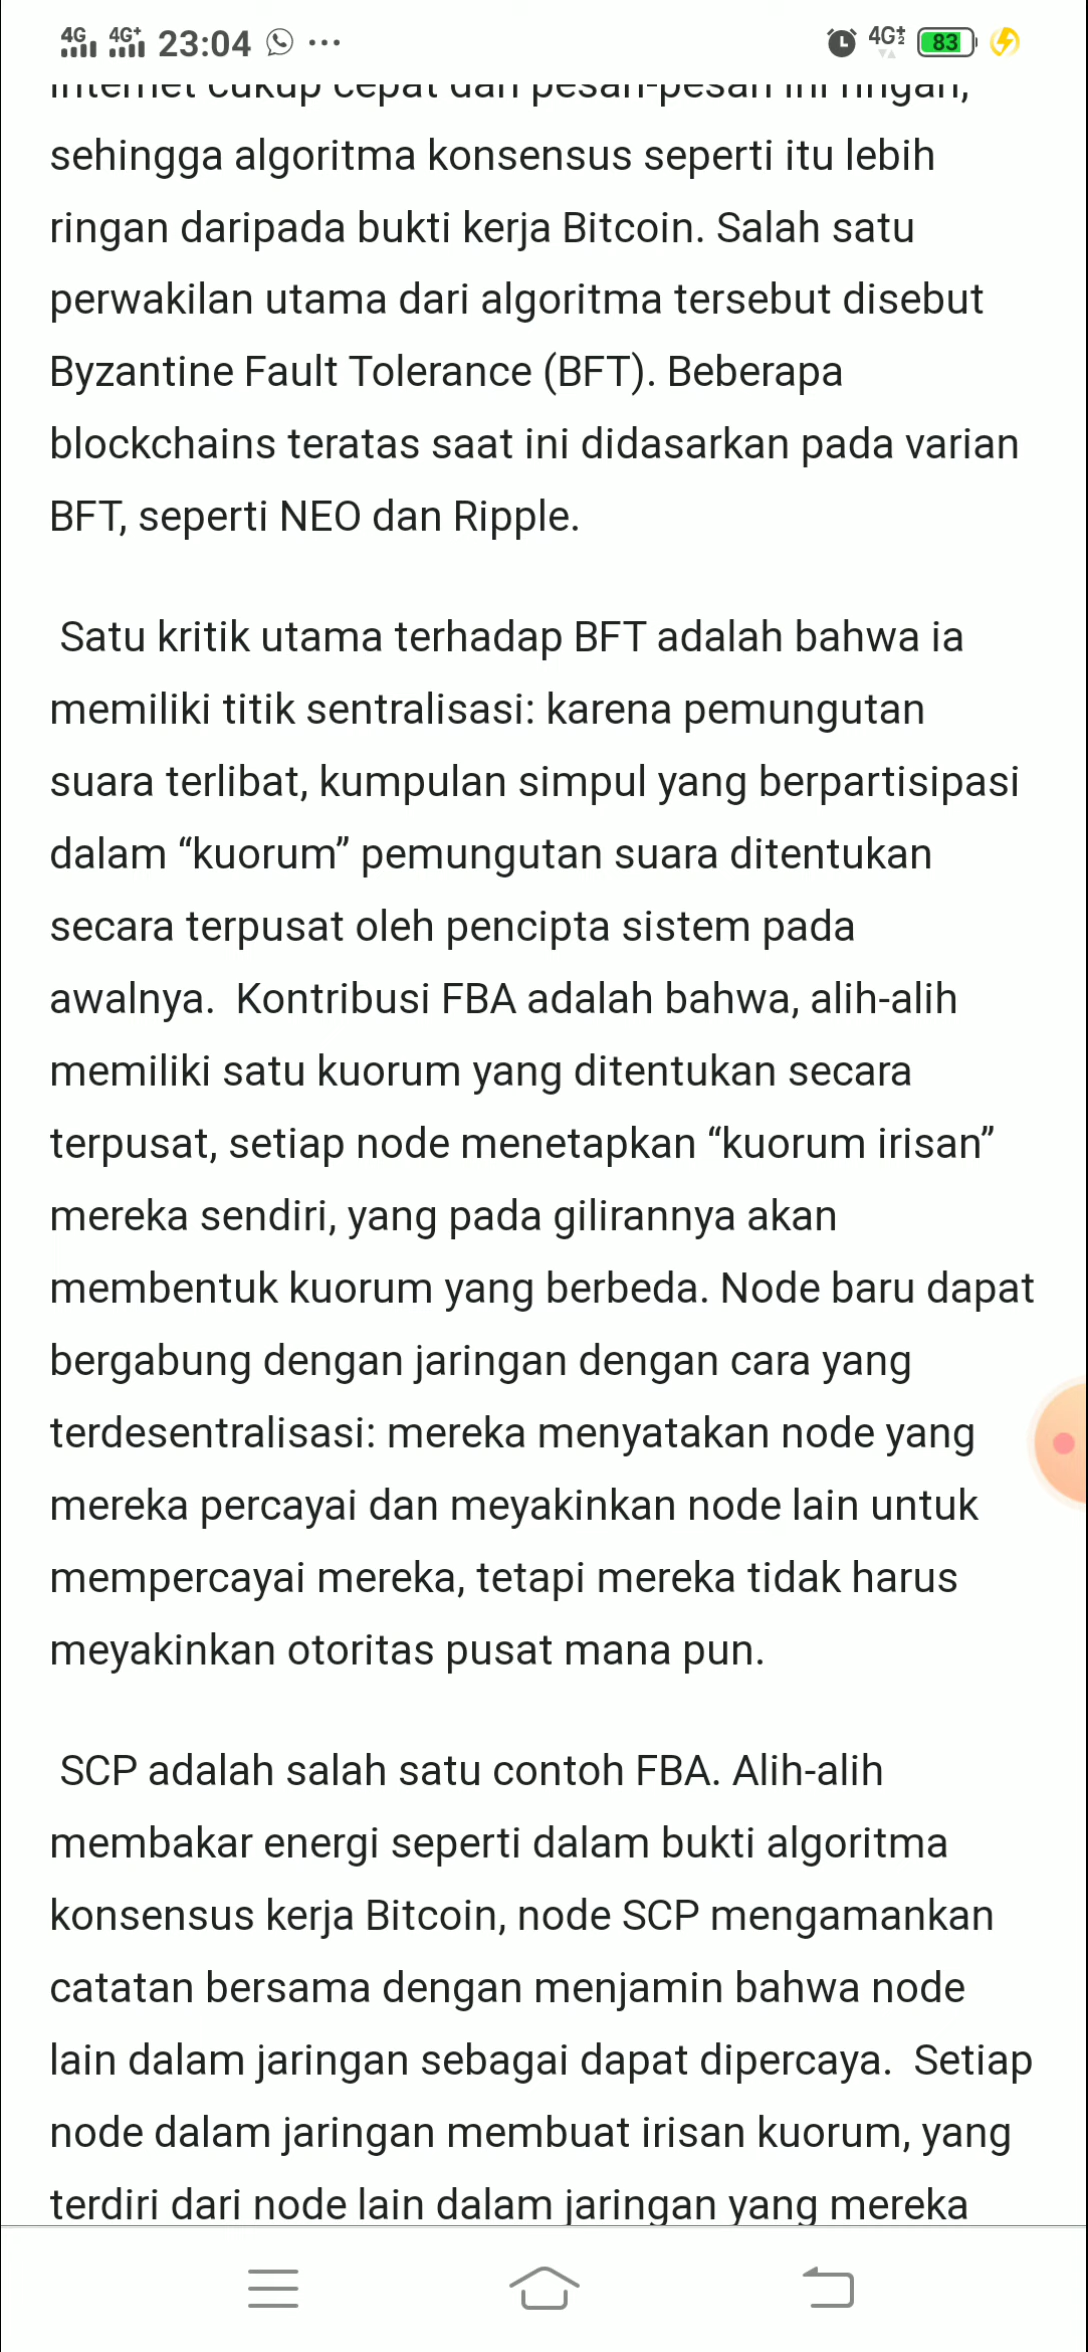 4G 4G+ 23:04 ...
4G 83
internet cukup cepat dan pesan-pesan ini ringan,
sehingga algoritma konsensus seperti itu lebih
ringan daripada bukti kerja Bitcoin. Salah satu
perwakilan utama dari algoritma tersebut disebut
Byzantine Fault Tolerance (BFT). Beberapa
blockchains teratas saat ini didasarkan pada varian
BFT, seperti NEO dan Ripple.
Satu kritik utama terhadap BFT adalah bahwa ia
memiliki titik sentralisasi: karena pemungutan
suara terlibat, kumpulan simpul yang berpartisipasi
dalam “kuorum” pemungutan suara ditentukan
secara terpusat oleh pencipta sistem pada
awalnya.  Kontribusi FBA adalah bahwa, alih-alih
memiliki satu kuorum yang ditentukan secara
terpusat, setiap node menetapkan “kuorum irisan”
mereka sendiri, yang pada gilirannya akan
membentuk kuorum yang berbeda. Node baru dapat
bergabung dengan jaringan dengan cara yang
terdesentralisasi: mereka menyatakan node yang
mereka percayai dan meyakinkan node lain untuk
mempercayai mereka, tetapi mereka tidak harus
meyakinkan otoritas pusat mana pun.
SCP adalah salah satu contoh FBA. Alih-alih
membakar energi seperti dalam bukti algoritma
konsensus kerja Bitcoin, node SCP mengamankan
catatan bersama dengan menjamin bahwa node
lain dalam jaringan sebagai dapat dipercaya.  Setiap
node dalam jaringan membuat irisan kuorum, yang
terdiri dari node lain dalam jaringan yang mereka